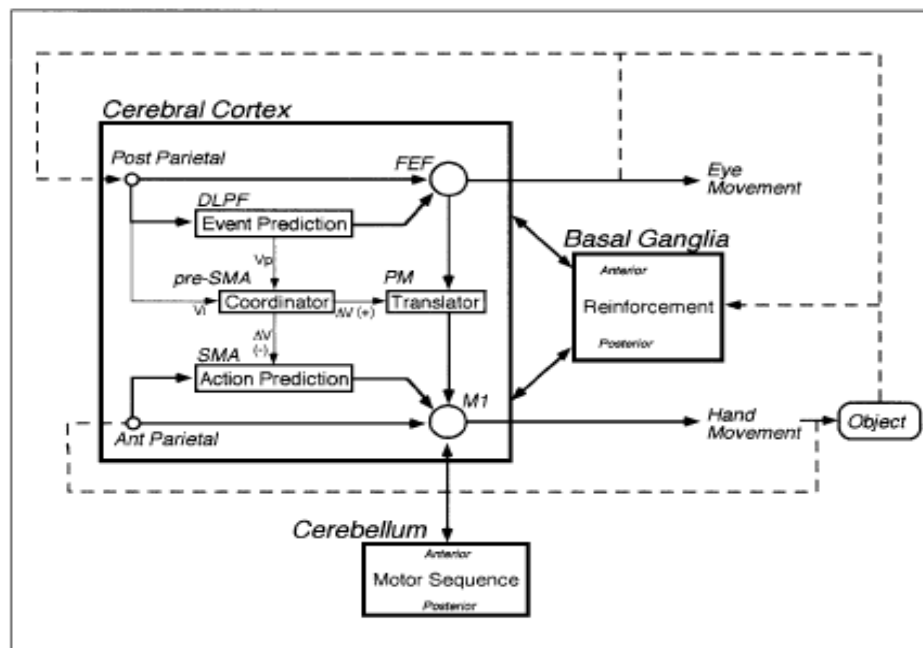 Cerebral Cortex
Post Parietal
FEF
Eye
Movement
DLPF
Event Prediction
Basal Ganglia
Vp
Anterior
pre-SMA
PM
Coordinator
Translator
Reinforcement
Vi
ΔV (+)
ΔV
(-)
Posterior
SMA
Action Prediction
M1
Hand
Movement
Object
Ant Parietal
Cerebellum
Anterior
Motor Sequence
Posterior